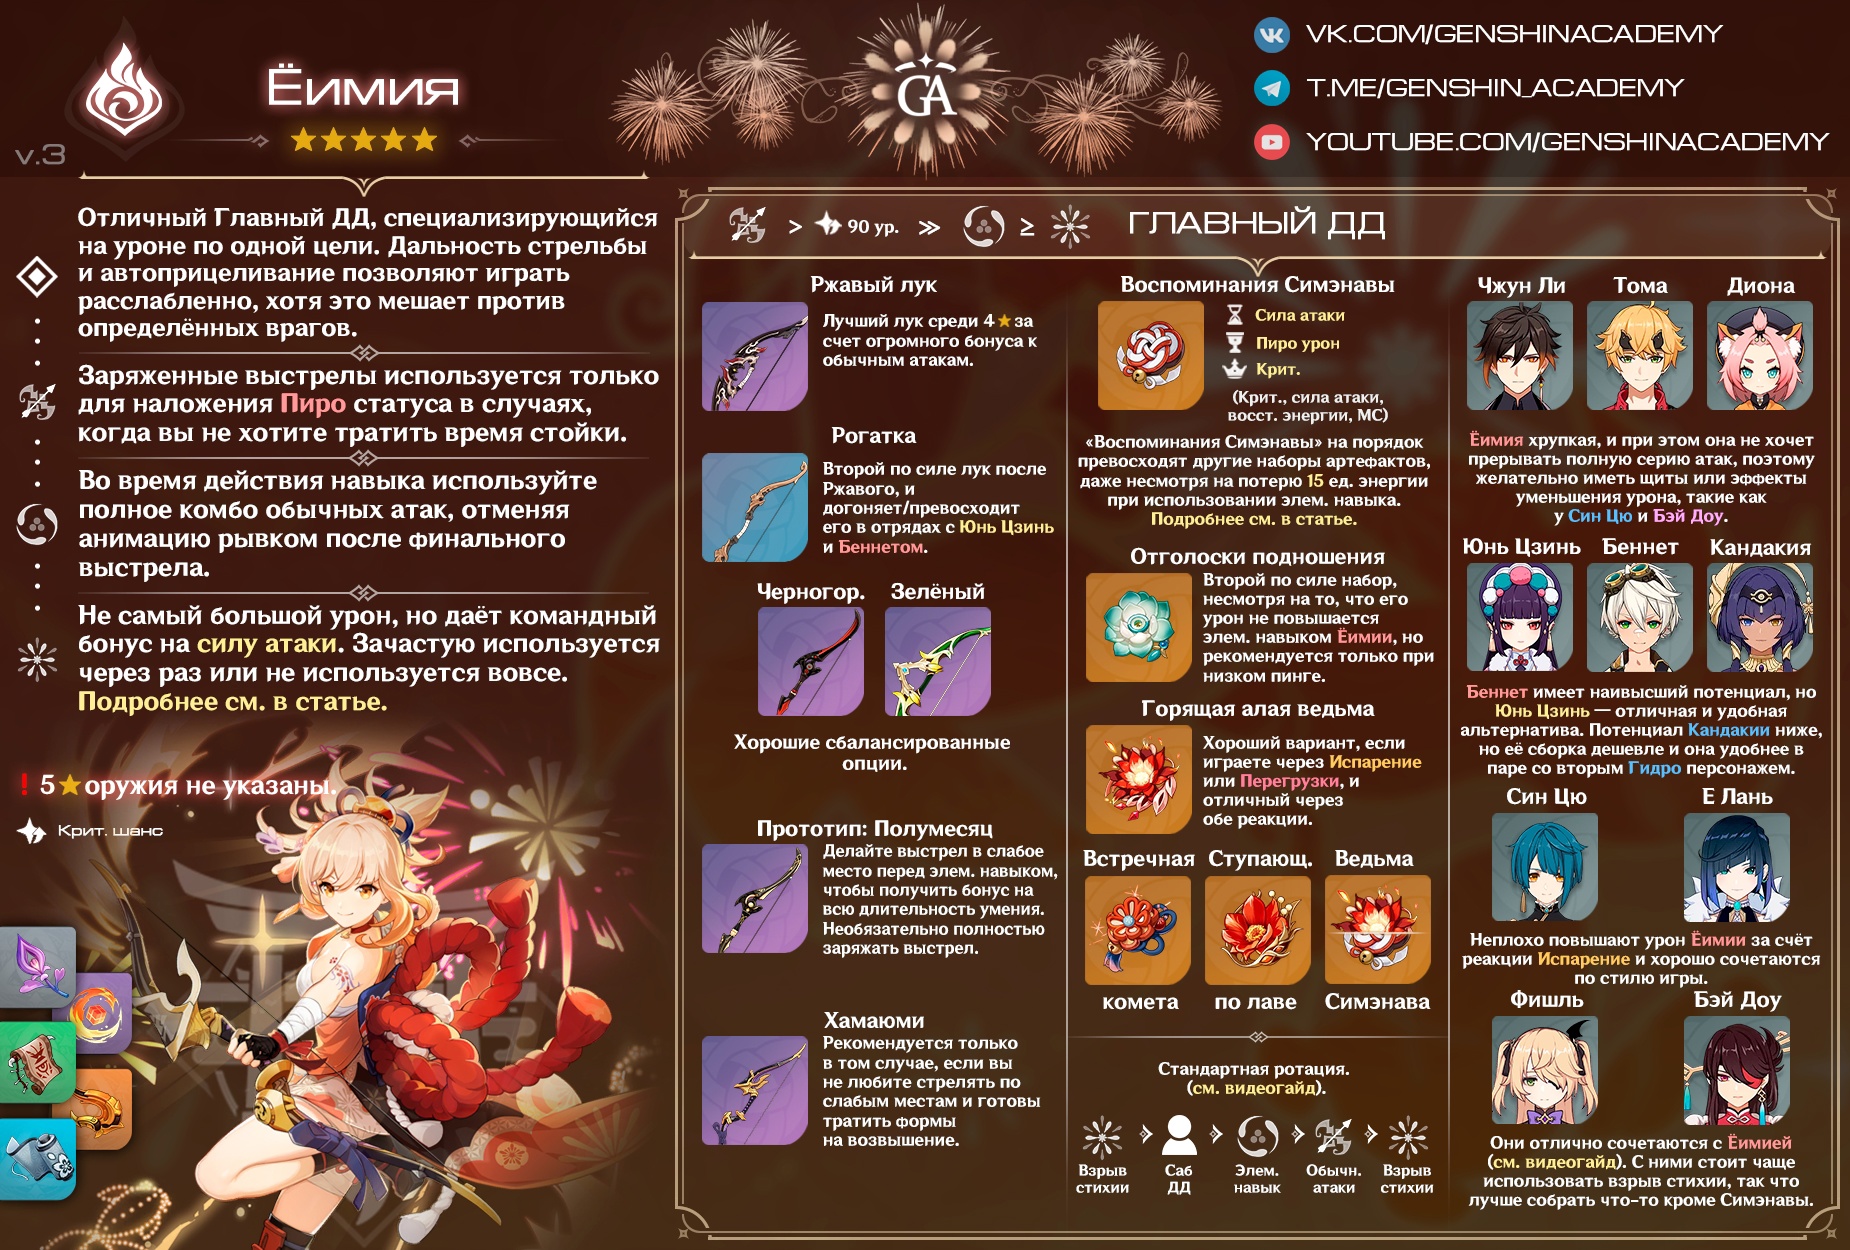 Ёимия
v.3
GA
VK.COM/GENSHINACADEMY
T.ME/GENSHIN_ACADEMY
YOUTUBE.COM/GENSHINACADEMY
Отличный Главный ДД, специализирующийся
на уроне по одной цели. Дальность стрельбы
и автоприцеливание позволяют играть
расслабленно, хотя это мешает против
определённых врагов.
Заряженные выстрелы используется только
для наложения Пиро статуса в случаях,
когда вы не хотите тратить время стойки.
Во время действия навыка используйте
полное комбо обычных атак, отменяя
анимацию рывком после финального
выстрела.
Не самый большой урон, но даёт командный
бонус на силу атаки. Зачастую используется
через раз или не используется вовсе.
Подробнее см. в статье.
! 5 оружия не указаны.
Крит. шанс
> 90 ур. >> ≥ ГЛАВНЫЙ ДД
Ржавый лук
Лучший лук среди 4 за
счет огромного бонуса к
обычным атакам.
Рогатка
Второй по силе лук после
Ржавого, и
догоняет/превосходит
его в отрядах с Юнь Цзинь
и Беннетом.
Черногор. Зелёный
Хорошие сбалансированные
опции.
Прототип: Полумесяц
Делайте выстрел в слабое
место перед элем. навыком,
чтобы получить бонус на
всю длительность умения.
Необязательно полностью
заряжать выстрел.
Хамаюми
Рекомендуется только
в том случае, если вы
не любите стрелять по
слабым местам и готовы
тратить формы
на возвышение.
Воспоминания Симэнавы
Сила атаки
Пиро урон
Крит.
(Крит., сила атаки,
восст. энергии, МС)
«Воспоминания Симэнавы» на порядок
превосходят другие наборы артефактов,
даже несмотря на потерю 15 ед. энергии
при использовании элем. навыка.
Подробнее см. в статье.
Отголоски подношения
Второй по силе набор,
несмотря на то, что его
урон не повышается
элем. навыком Ёимии, но
рекомендуется только при
низком пинге.
Горящая алая ведьма
Хороший вариант, если
играете через Испарение
или Перегрузки, и
отличный через
обе реакции.
Встречная Ступающ. Ведьма
комета по лаве Симэнава
Стандартная ротация.
(см. видеогайд).
Взрыв Саб Элем. Обычн. Взрыв
стихии ДД навык атаки стихии
Чжун Ли Тома Диона
Ёимия хрупкая, и при этом она не хочет
прерывать полную серию атак, поэтому
желательно иметь щиты или эффекты
уменьшения урона, такие как
у Син Цю и Бэй Доу.
Юнь Цзинь Беннет Кандакия
Беннет имеет наивысший потенциал, но
Юнь Цзинь — отличная и удобная
альтернатива. Потенциал Кандакии ниже,
но её сборка дешевле и она удобнее в
паре со вторым Гидро персонажем.
Син Цю Е Лань
Неплохо повышают урон Ёимии за счёт
реакции Испарение и хорошо сочетаются
по стилю игры.
Фишль Бэй Доу
Они отлично сочетаются с Ёимией
(см. видеогайд). С ними стоит чаще
использовать взрыв стихии, так что
лучше собрать что-то кроме Симэнавы.